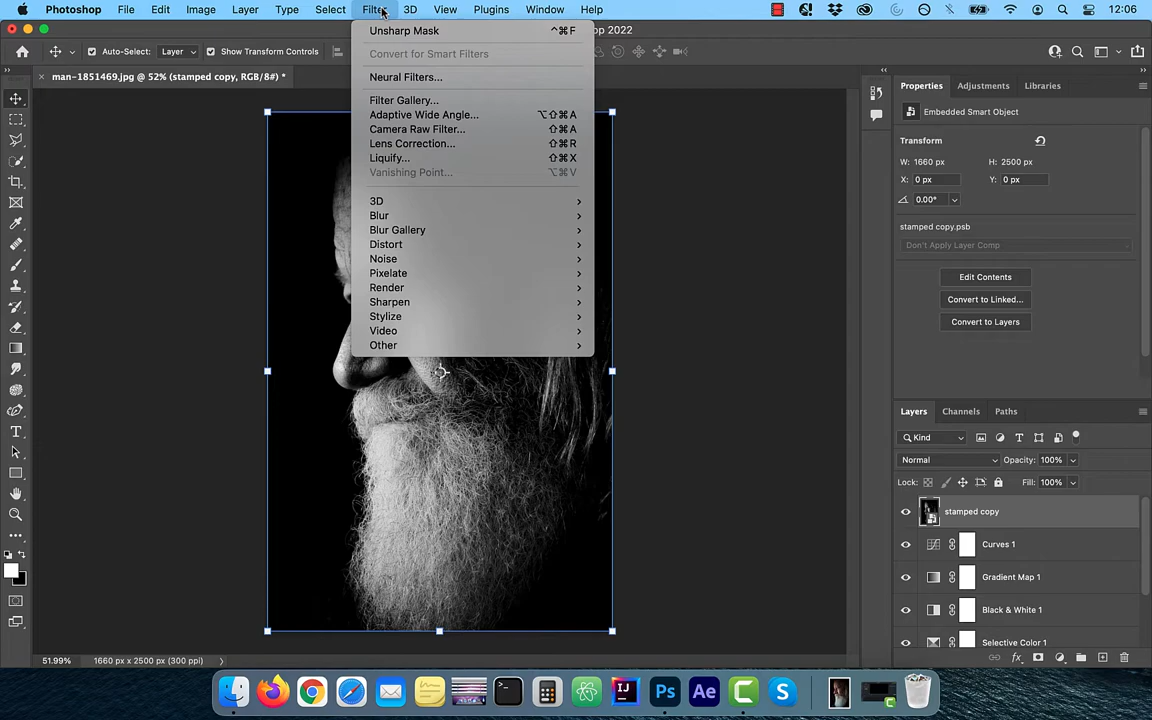 Photoshop File Edit Image Layer Type Select Filter 3D View Plugins Window Help 12:06
op 2022
Auto-Select: Layer Show Transform Controls
man-1851469.jpg @ 52% (stamped copy, RGB/8#) *
Unsharp Mask ^⌘F
Convert for Smart Filters
Neural Filters...
Filter Gallery...
Adaptive Wide Angle... ⌥⇧⌘A
Camera Raw Filter... ⇧⌘A
Lens Correction... ⇧⌘R
Liquify... ⇧⌘X
Vanishing Point... ⌥⌘V
3D
Blur
Blur Gallery
Distort
Noise
Pixelate
Render
Sharpen
Stylize
Video
Other
Properties Adjustments Libraries
Embedded Smart Object
Transform
W: 1660 px H: 2500 px
X: 0 px Y: 0 px
0.00°
stamped copy.psb
Don't Apply Layer Comp
Edit Contents
Convert to Linked...
Convert to Layers
Layers Channels Paths
Kind
Normal Opacity: 100%
Lock: Fill: 100%
stamped copy
Curves 1
Gradient Map 1
Black & White 1
Selective Color 1
51.99% 1660 px x 2500 px (300 ppi)
Ps Ae